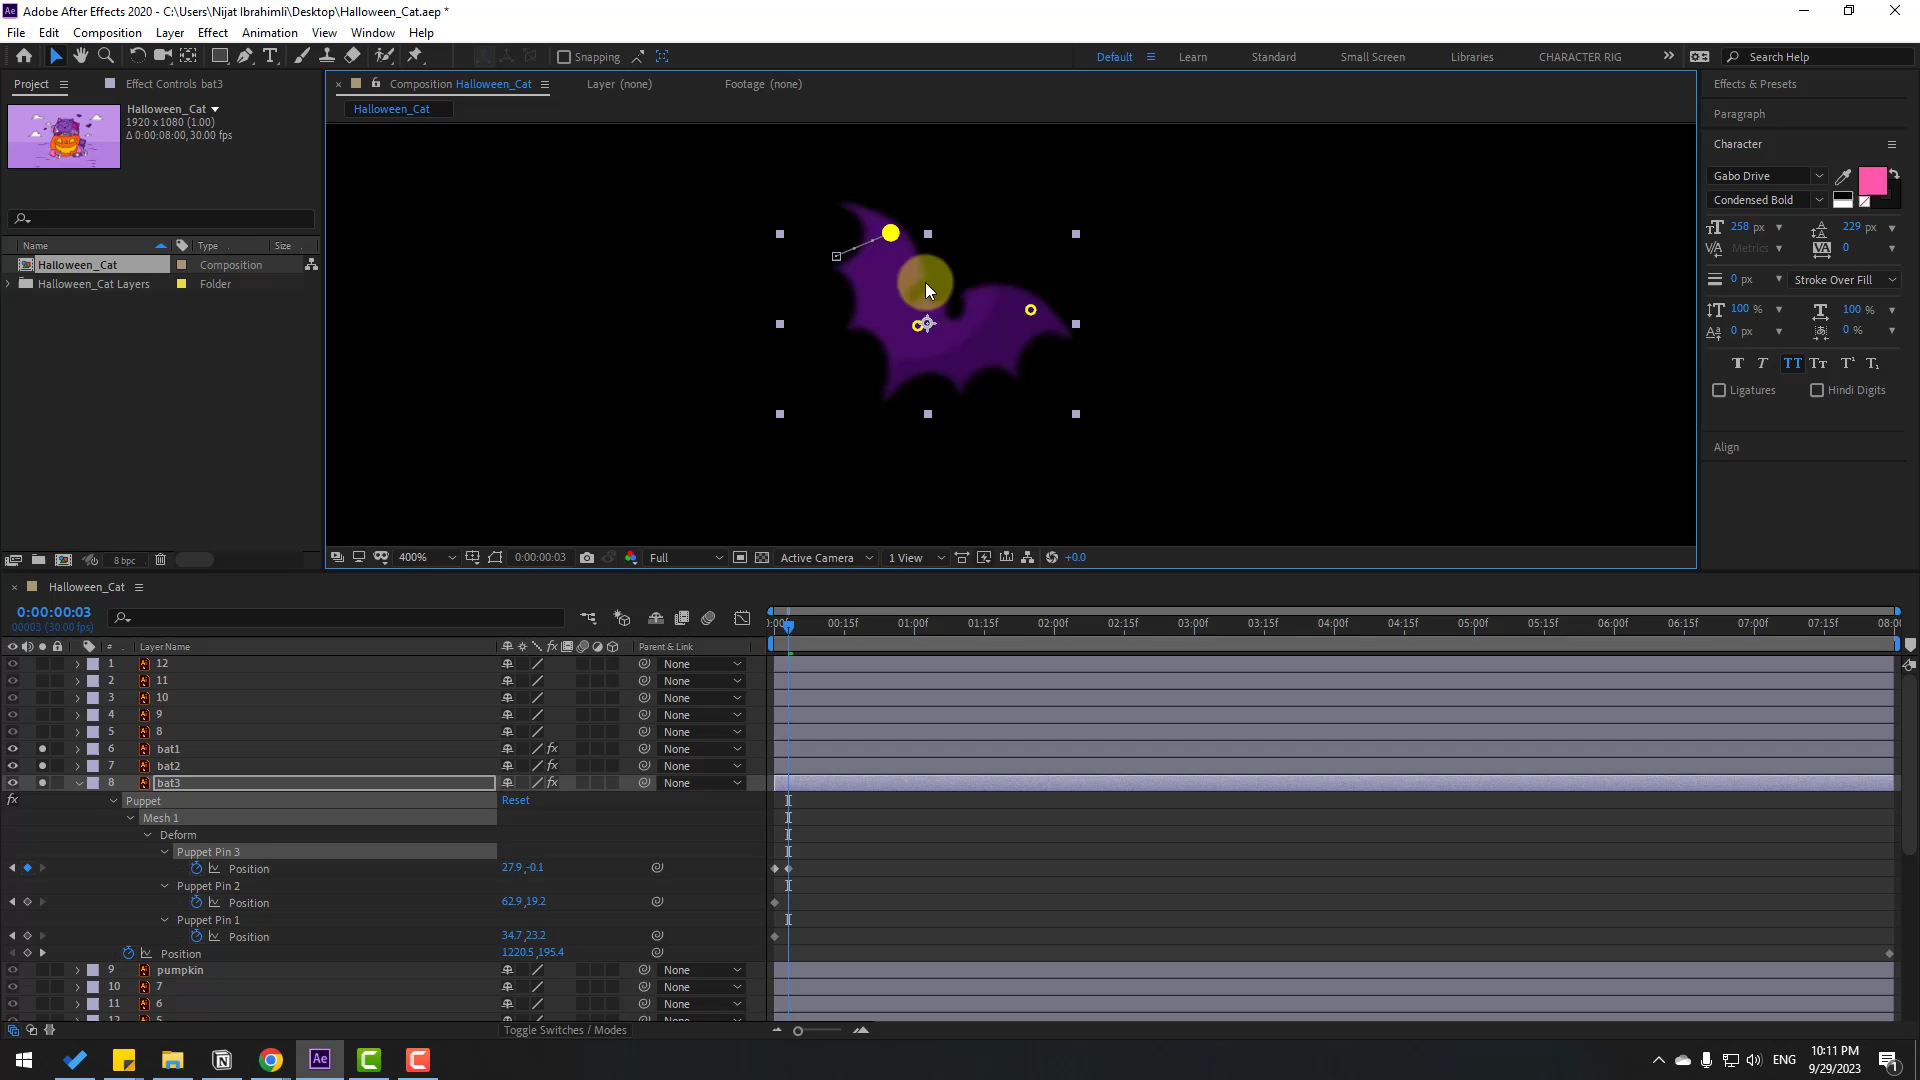 Adobe After Effects 2020 - C:\Users\Nijat Ibrahimli\Desktop\Halloween_Cat.aep *
File Edit Composition Layer Effect Animation View Window Help
Snapping
Default Learn Standard Small Screen Libraries CHARACTER RIG
Search Help
Project Effect Controls bat3
Composition Halloween_Cat Layer (none) Footage (none)
Halloween_Cat
Halloween_Cat
1920 x 1080 (1.00)
Δ 0:00:08:00, 30.00 fps
Name Type Size
Halloween_Cat Composition
Halloween_Cat Layers Folder
8 bpc
400% 0:00:00:03 Full Active Camera 1 View +0.0
Effects & Presets
Paragraph
Character
Gabo Drive
Condensed Bold
258 px 229 px
Metrics 0
0 px Stroke Over Fill
100 % 100 %
0 px 0 %
Ligatures Hindi Digits
Align
Halloween_Cat
0:00:00:03
00003 (30.00 fps)
00:15f 01:00f 01:15f 02:00f 02:15f 03:00f 03:15f 04:00f 04:15f 05:00f 05:15f 06:00f 06:15f 07:00f 07:15f
# Layer Name Parent & Link
1 12 None
2 11 None
3 10 None
4 9 None
5 8 None
6 bat1 fx None
7 bat2 fx None
8 bat3 fx None
fx Puppet Reset
Mesh 1
Deform
Puppet Pin 3
Position 27.9,-0.1
Puppet Pin 2
Position 62.9,19.2
Puppet Pin 1
Position 34.7,23.2
Position 1220.5,195.4
9 pumpkin None
10 7 None
11 6 None
Toggle Switches / Modes
ENG 10:11 PM
9/29/2023